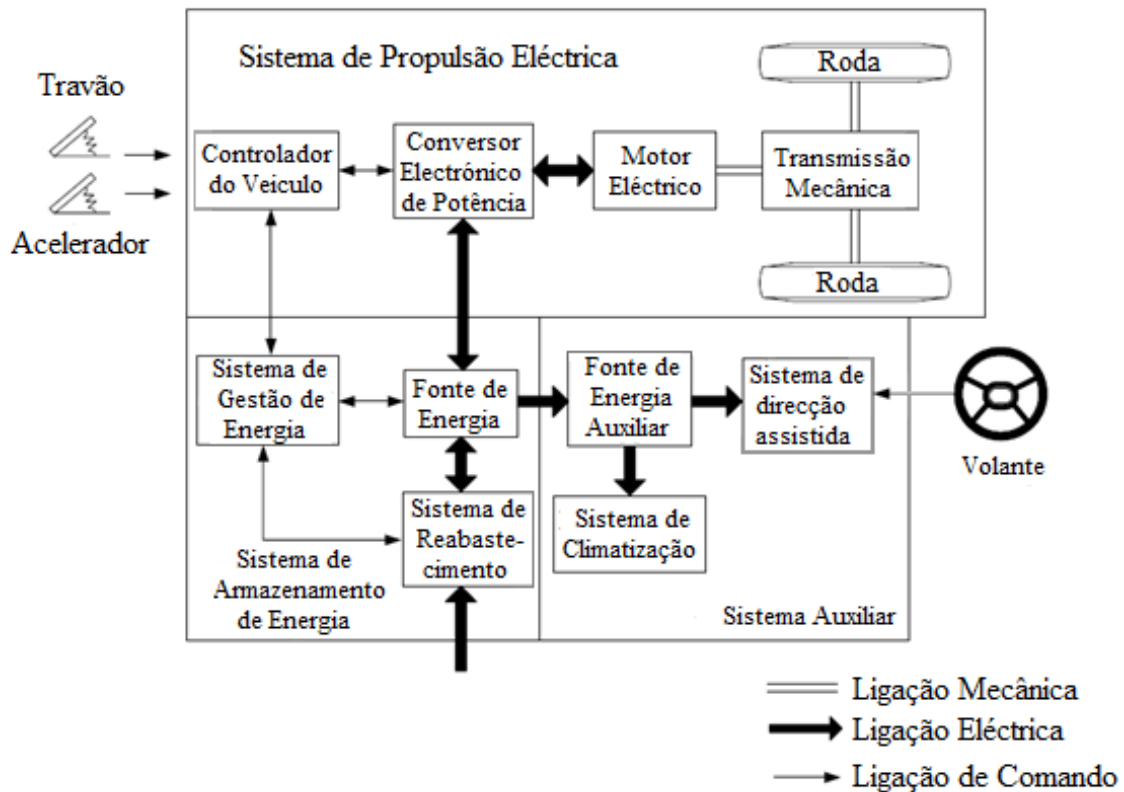 Sistema de Propulsão Eléctrica
Roda
Travão
Controlador
do Veiculo
Conversor
Electrónico
de Potência
Motor
Eléctrico
Transmissão
Mecânica
Acelerador
Roda
Sistema de
Gestão de
Energia
Fonte de
Energia
Fonte de
Energia
Auxiliar
Sistema de
direcção
assistida
Volante
Sistema de
Reabaste-
cimento
Sistema de
Climatização
Sistema de
Armazenamento
de Energia
Sistema Auxiliar
Ligação Mecânica
Ligação Eléctrica
Ligação de Comando